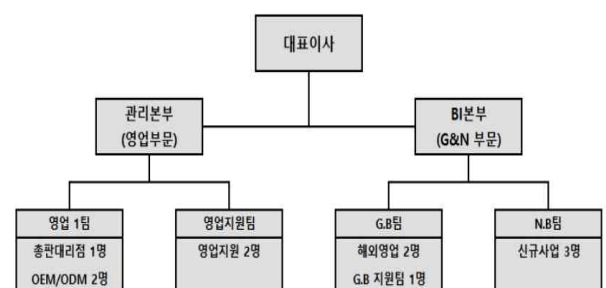 대표이사
관리본부
(영업부문)
BI본부
(G&N 부문)
영업 1팀
총판대리점 1명
OEM/ODM 2명
영업지원팀
영업지원 2명
G.B팀
해외영업 2명
G.B 지원팀 1명
N.B팀
신규사업 3명